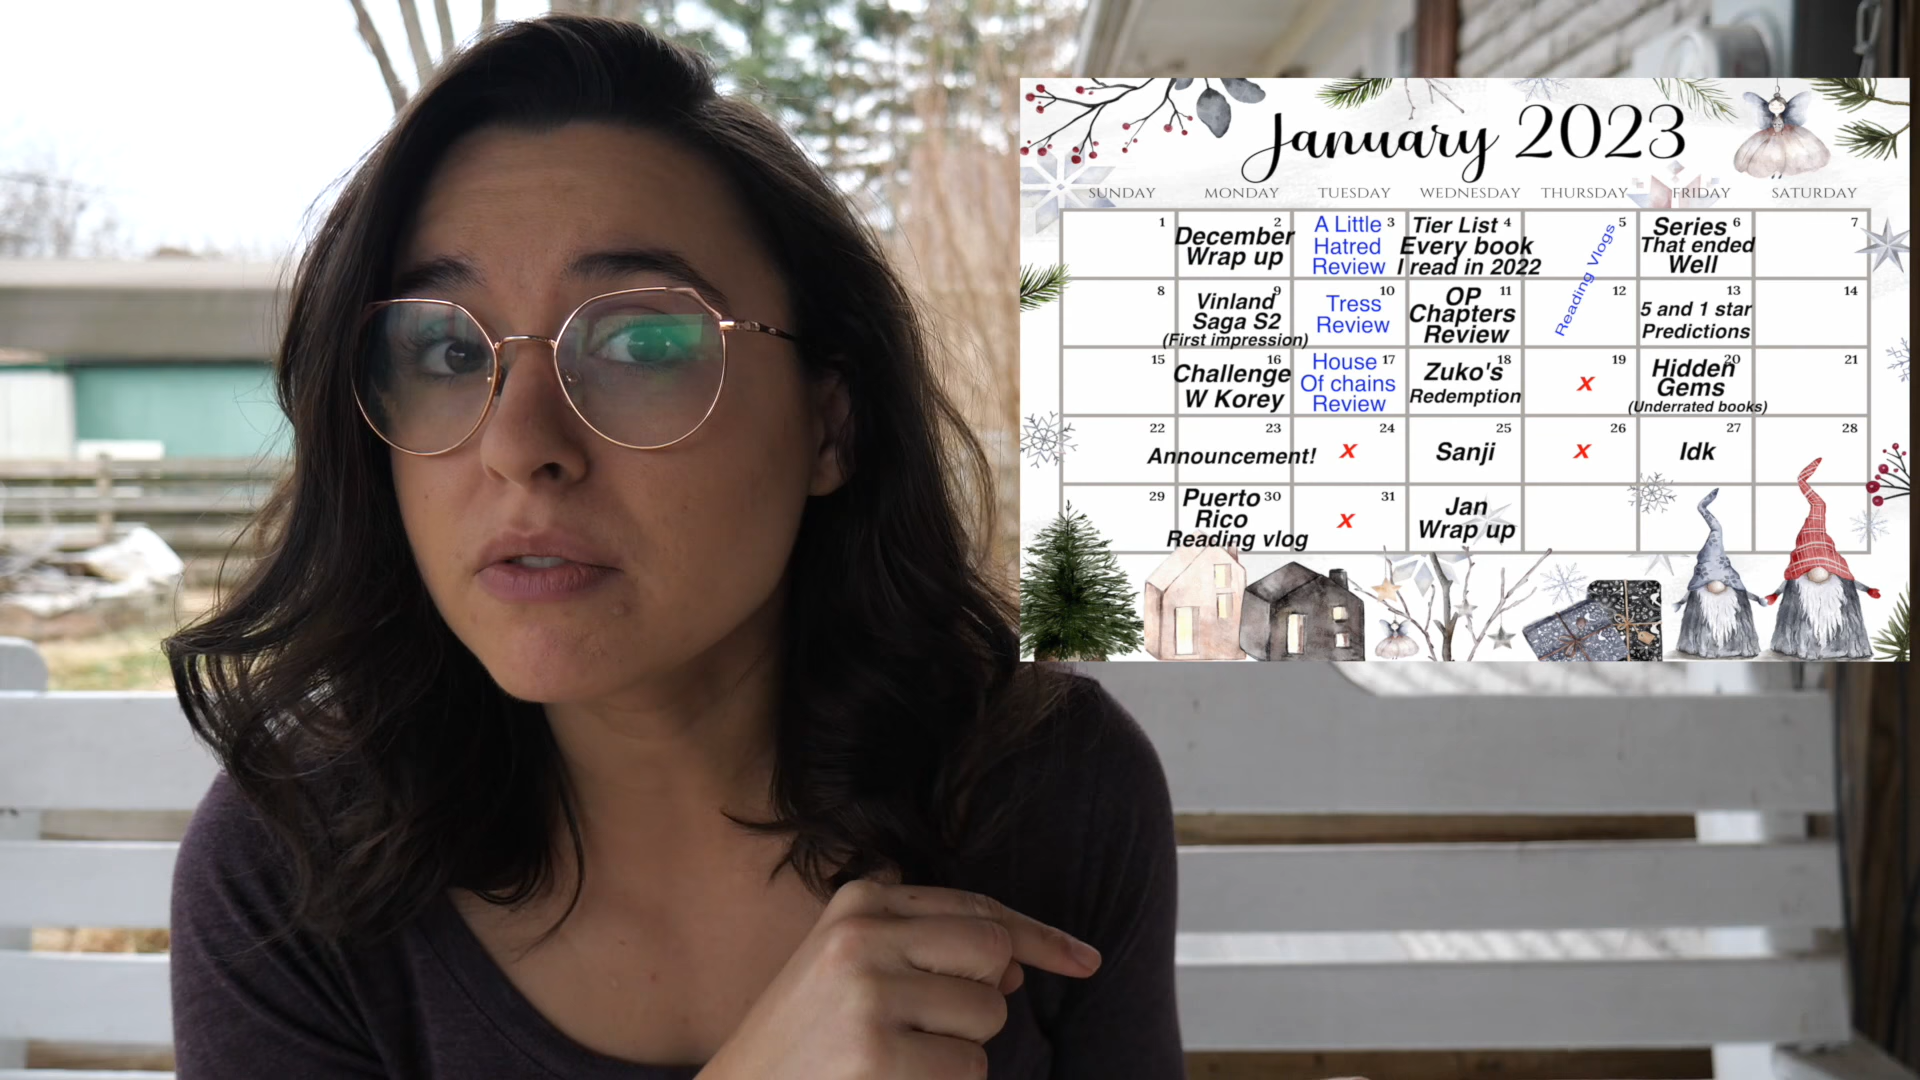 January 2023
SUNDAY MONDAY TUESDAY WEDNESDAY THURSDAY FRIDAY SATURDAY
1
2
December
Wrap up
3
A Little
Hatred
Review
4
Tier List
Every book
I read in 2022
5
Reading Vlogs
6
Series
That ended
Well
7
8
9
Vinland
Saga S2
(First impression)
10
Tress
Review
11
OP
Chapters
Review
12
13
5 and 1 star
Predictions
14
15
16
Challenge
W Korey
17
House
Of chains
Review
18
Zuko's
Redemption
19
x
20
Hidden
Gems
(Underrated books)
21
22
23
Announcement!
24
x
25
Sanji
26
x
27
Idk
28
29
30
Puerto
Rico
Reading vlog
31
x
Jan
Wrap up